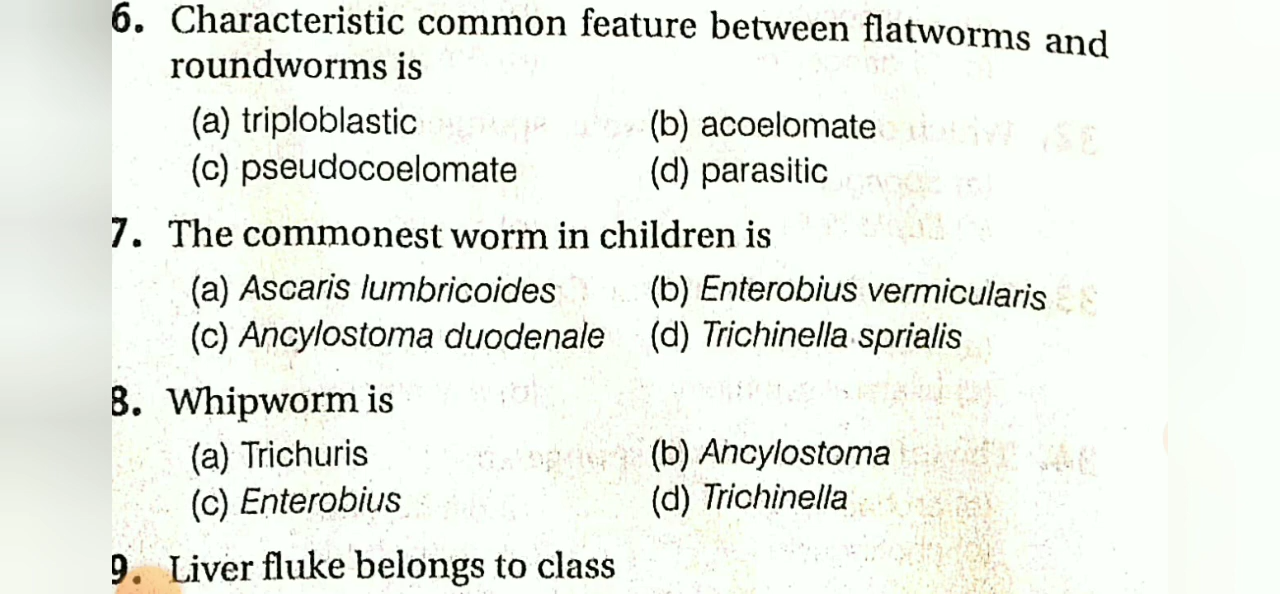 6. Characteristic common feature between flatworms and
roundworms is
(a) triploblastic (b) acoelomate
(c) pseudocoelomate (d) parasitic
7. The commonest worm in children is
(a) Ascaris lumbricoides (b) Enterobius vermicularis
(c) Ancylostoma duodenale (d) Trichinella sprialis
8. Whipworm is
(a) Trichuris (b) Ancylostoma
(c) Enterobius (d) Trichinella
9. Liver fluke belongs to class